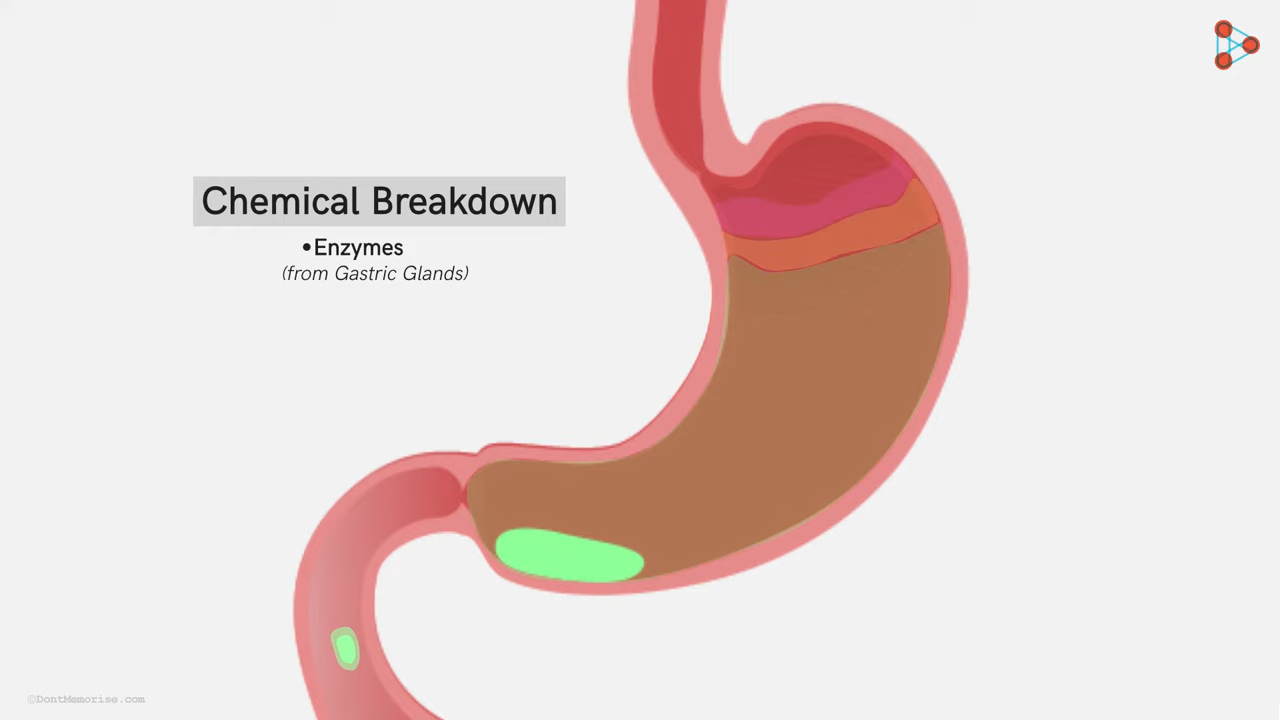 Chemical Breakdown
•Enzymes
(from Gastric Glands)
©DontMemorise.com